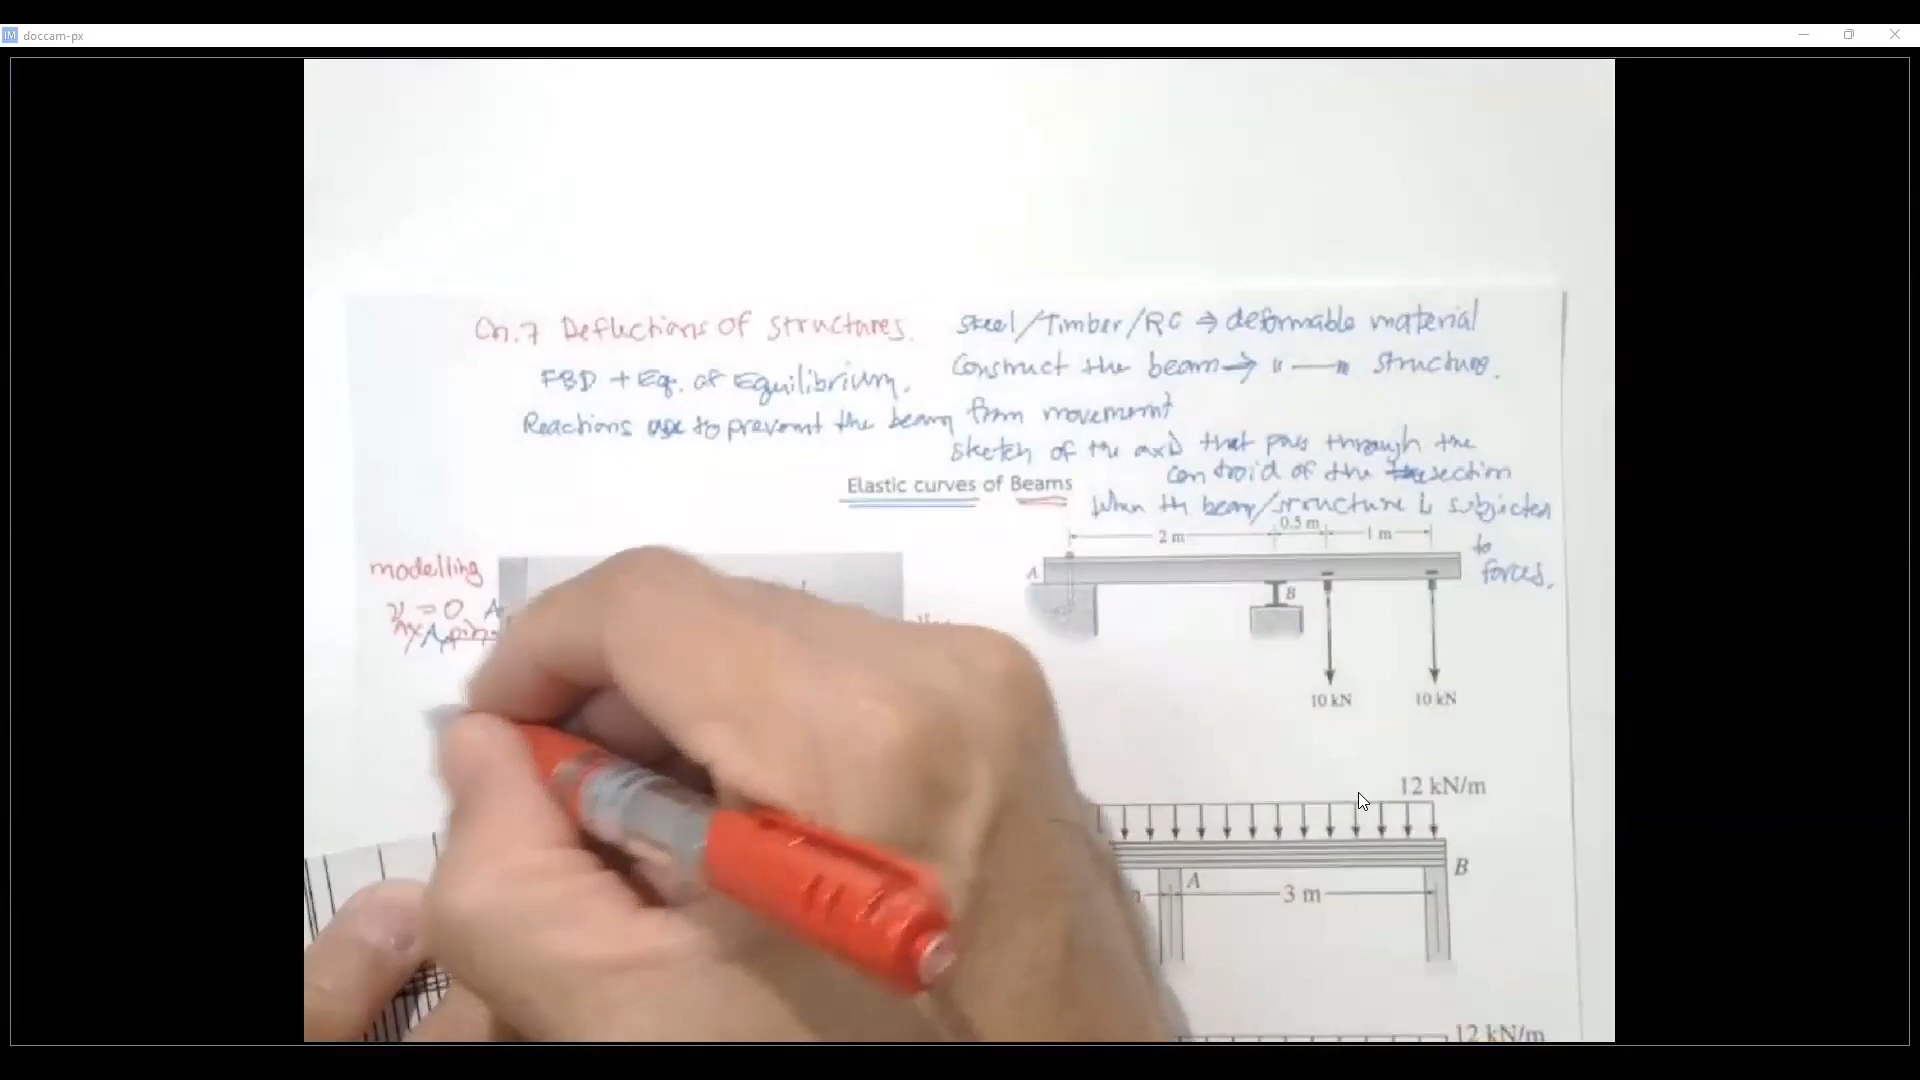 doccam-px
Ch.7 Deflections of Structures.
Steel/Timber/RC ⇒ deformable material
FBD + Eq. of Equilibrium.
Construct the beam → " — " structure.
Reactions to prevent the beam from movement
Sketch of the axis that pass through the
centroid of the section
Elastic curves of Beams
when the beam/structure is subjected
to
forces.
0.5 m
2 m
1 m
modelling
A
B
= 0
Ax
pin
10 kN
10 kN
12 kN/m
A
B
3 m
12 kN/m